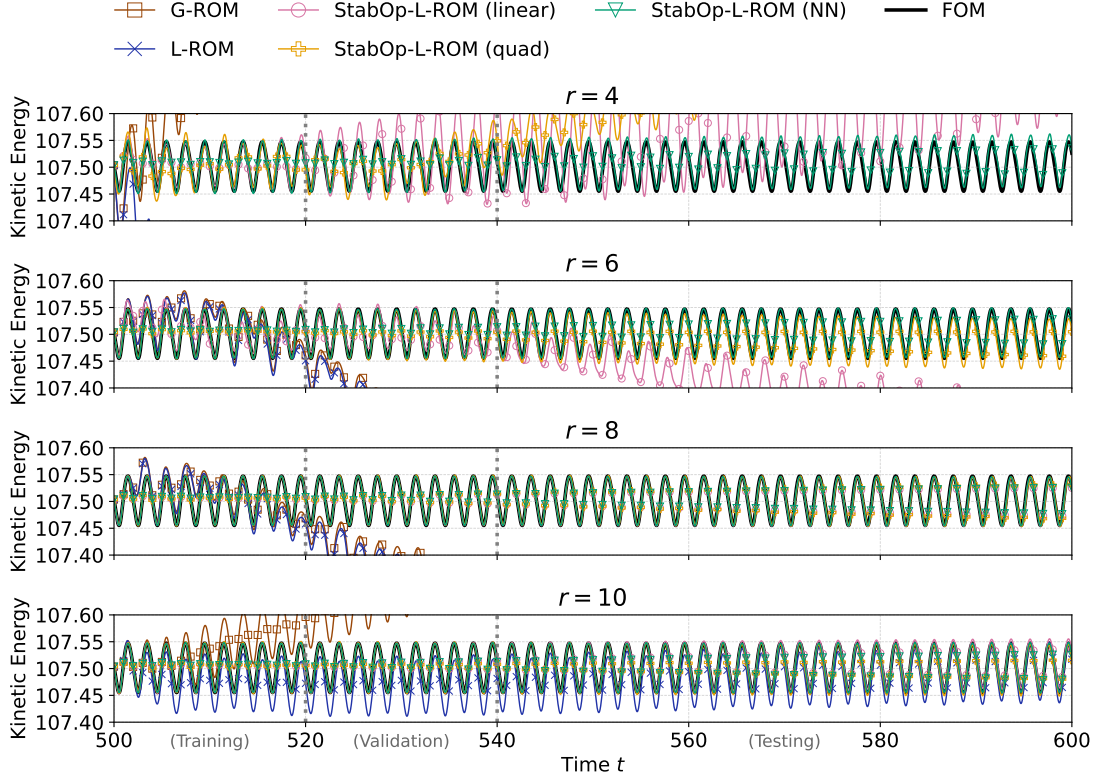 G-ROM StabOp-L-ROM (linear) StabOp-L-ROM (NN) FOM
L-ROM StabOp-L-ROM (quad)
r = 4
Kinetic Energy
107.60
107.55
107.50
107.45
107.40
r = 6
Kinetic Energy
107.60
107.55
107.50
107.45
107.40
r = 8
Kinetic Energy
107.60
107.55
107.50
107.45
107.40
r = 10
Kinetic Energy
107.60
107.55
107.50
107.45
107.40
500 (Training) 520 (Validation) 540 560 (Testing) 580 600
Time t